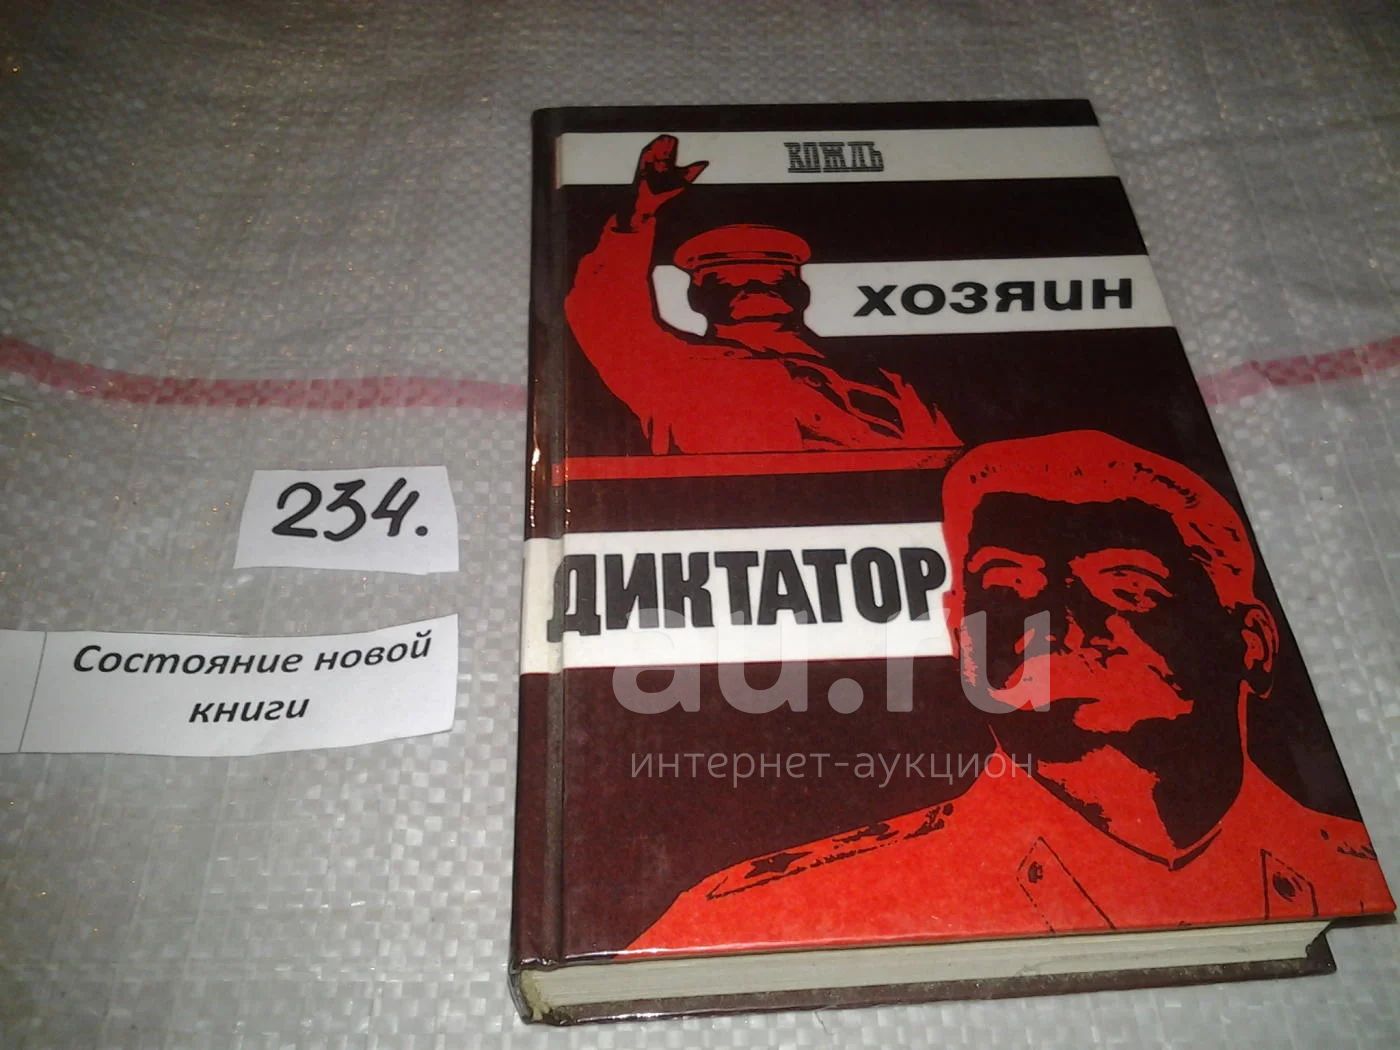 ВОЖДЬ
ХОЗЯИН
ДИКТАТОР
234.
Состояние новой
книги
au.ru
интернет-аукцион